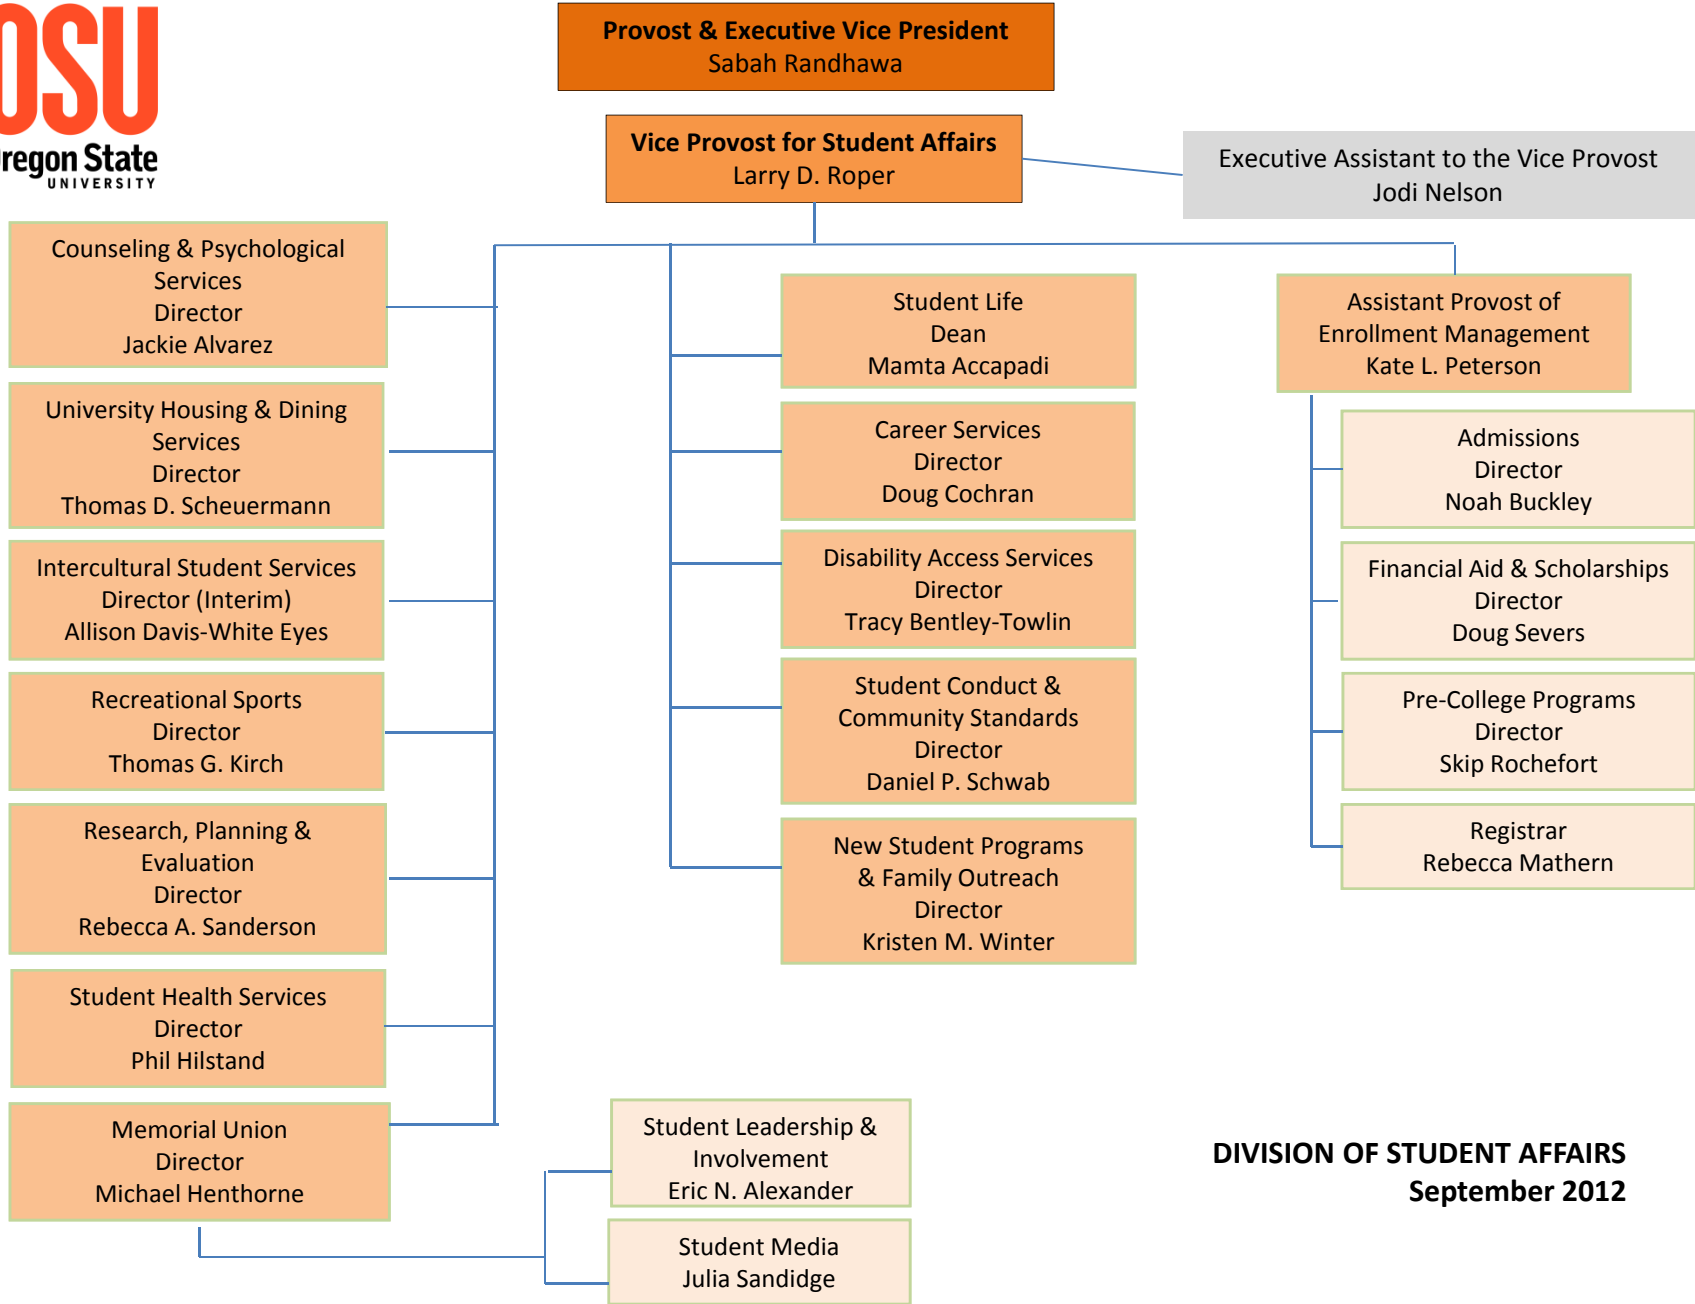 OSU
Oregon State
UNIVERSITY
Provost & Executive Vice President
Sabah Randhawa
Vice Provost for Student Affairs
Larry D. Roper
Executive Assistant to the Vice Provost
Jodi Nelson
Counseling & Psychological
Services
Director
Jackie Alvarez
University Housing & Dining
Services
Director
Thomas D. Scheuermann
Intercultural Student Services
Director (Interim)
Allison Davis-White Eyes
Recreational Sports
Director
Thomas G. Kirch
Research, Planning &
Evaluation
Director
Rebecca A. Sanderson
Student Health Services
Director
Phil Hilstand
Memorial Union
Director
Michael Henthorne
Student Life
Dean
Mamta Accapadi
Career Services
Director
Doug Cochran
Disability Access Services
Director
Tracy Bentley-Towlin
Student Conduct &
Community Standards
Director
Daniel P. Schwab
New Student Programs
& Family Outreach
Director
Kristen M. Winter
Assistant Provost of
Enrollment Management
Kate L. Peterson
Admissions
Director
Noah Buckley
Financial Aid & Scholarships
Director
Doug Severs
Pre-College Programs
Director
Skip Rochefort
Registrar
Rebecca Mathern
Student Leadership &
Involvement
Eric N. Alexander
Student Media
Julia Sandidge
DIVISION OF STUDENT AFFAIRS
September 2012